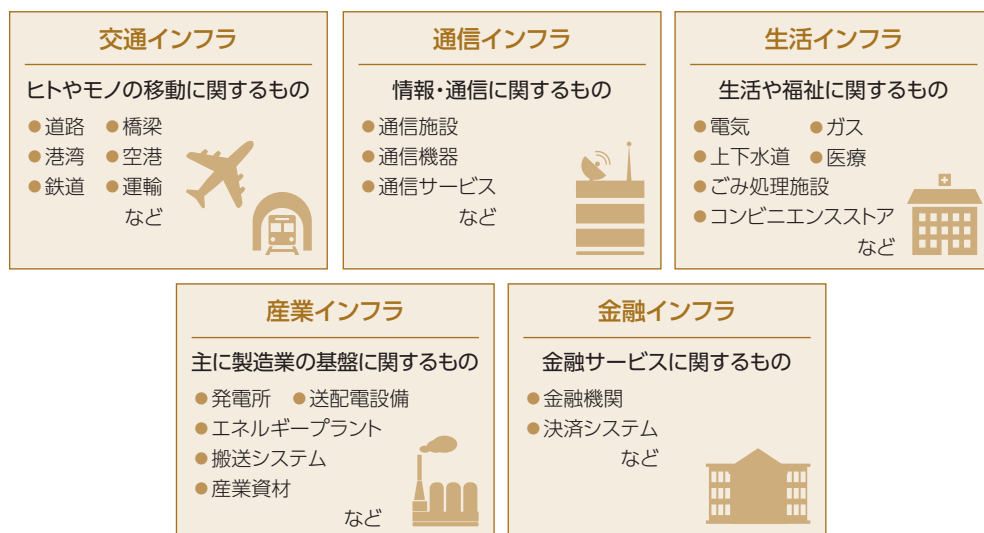 交通インフラ
ヒトやモノの移動に関するもの
●道路 ●橋梁
●港湾 ●空港
●鉄道 ●運輸
など
通信インフラ
情報・通信に関するもの
●通信施設
●通信機器
●通信サービス
など
生活インフラ
生活や福祉に関するもの
●電気 ●ガス
●上下水道 ●医療
●ごみ処理施設
●コンビニエンスストア
など
産業インフラ
主に製造業の基盤に関するもの
●発電所 ●送配電設備
●エネルギープラント
●搬送システム
●産業資材
など
金融インフラ
金融サービスに関するもの
●金融機関
●決済システム
など